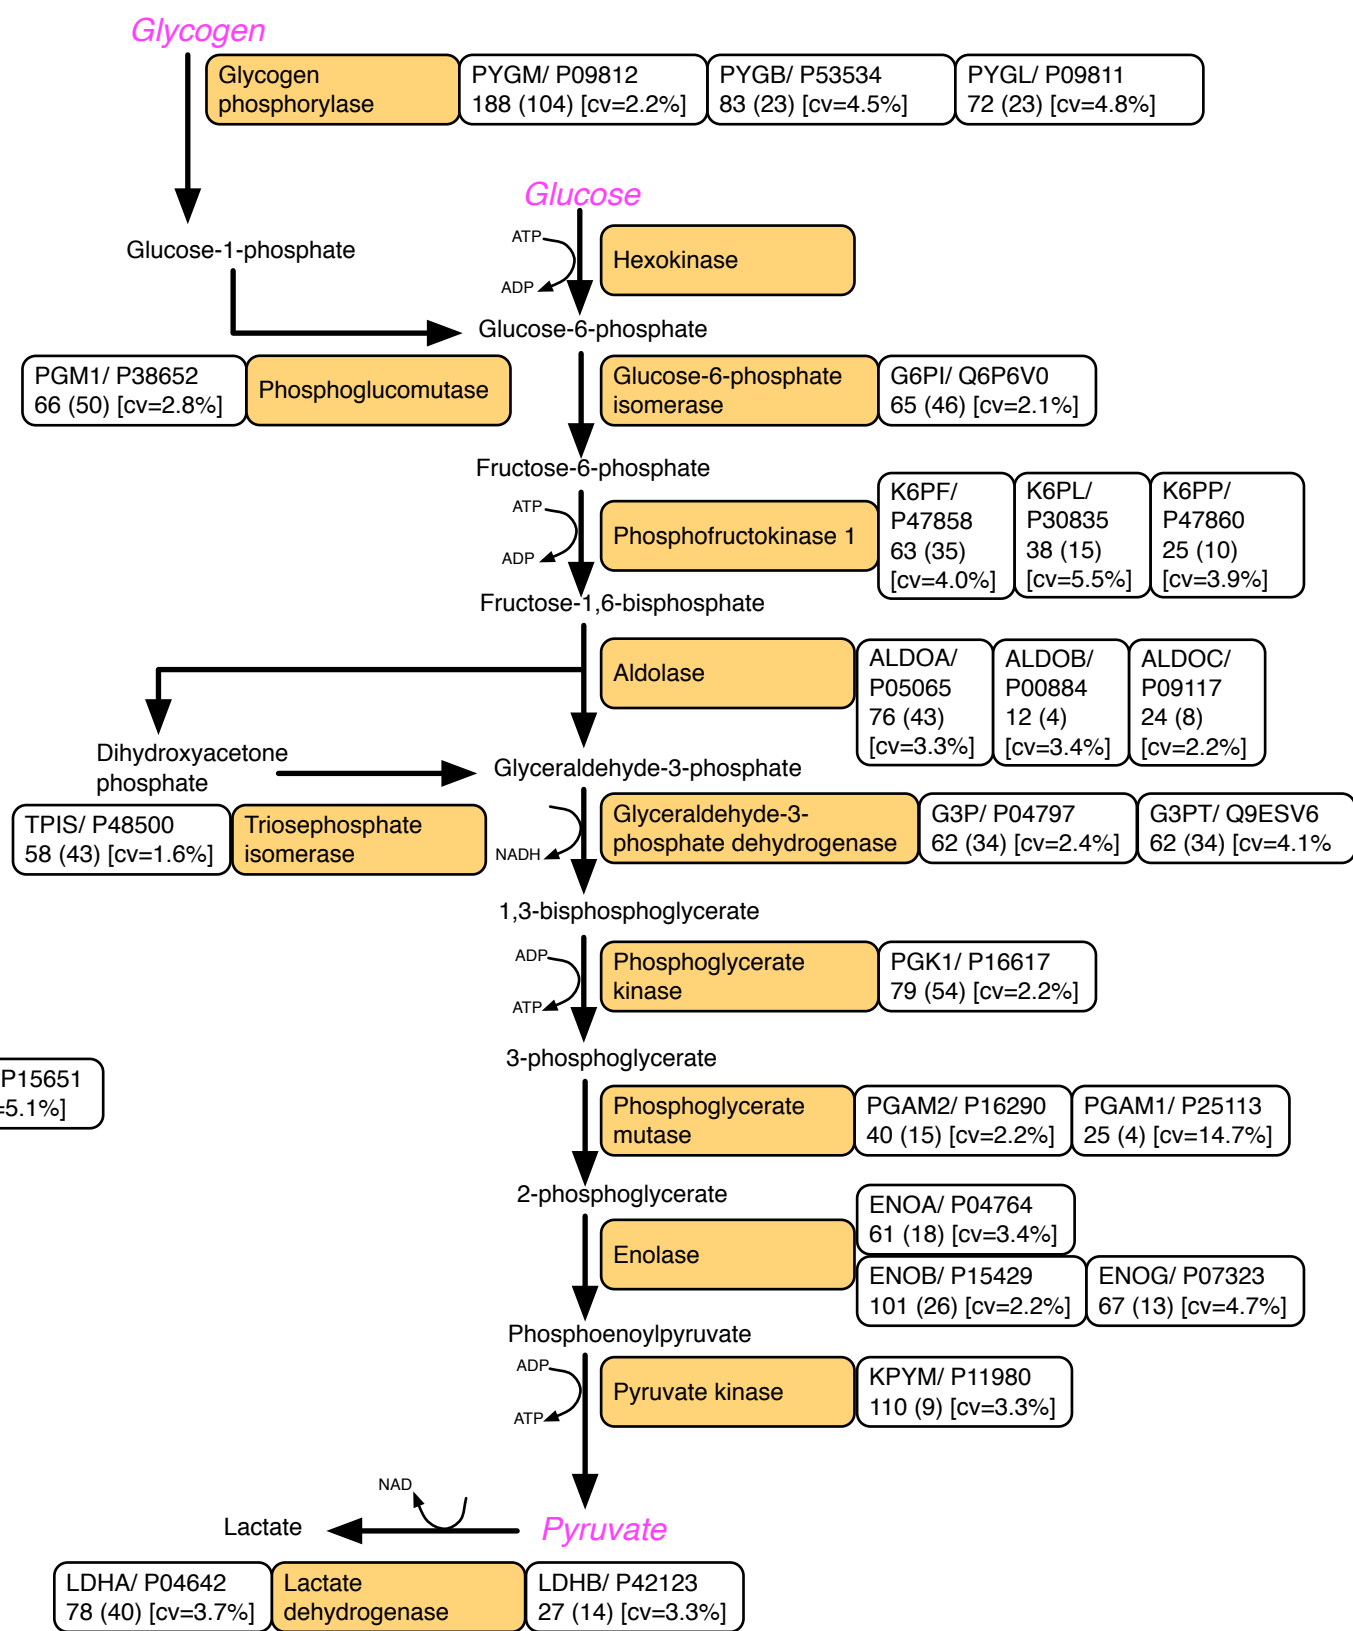 Glycogen
Glycogen
phosphorylase
PYGM/ P09812
188 (104) [cv=2.2%]
PYGB/ P53534
83 (23) [cv=4.5%]
PYGL/ P09811
72 (23) [cv=4.8%]
Glucose
Glucose-1-phosphate
ATP
ADP
Hexokinase
Glucose-6-phosphate
PGM1/ P38652
66 (50) [cv=2.8%]
Phosphoglucomutase
Glucose-6-phosphate
isomerase
G6PI/ Q6P6V0
65 (46) [cv=2.1%]
Fructose-6-phosphate
ATP
ADP
Phosphofructokinase 1
K6PF/
P47858
63 (35)
[cv=4.0%]
K6PL/
P30835
38 (15)
[cv=5.5%]
K6PP/
P47860
25 (10)
[cv=3.9%]
Fructose-1,6-bisphosphate
Aldolase
ALDOA/
P05065
76 (43)
[cv=3.3%]
ALDOB/
P00884
12 (4)
[cv=3.4%]
ALDOC/
P09117
24 (8)
[cv=2.2%]
Dihydroxyacetone
phosphate
Glyceraldehyde-3-phosphate
TPIS/ P48500
58 (43) [cv=1.6%]
Triosephosphate
isomerase
NADH
Glyceraldehyde-3-
phosphate dehydrogenase
G3P/ P04797
62 (34) [cv=2.4%]
G3PT/ Q9ESV6
62 (34) [cv=4.1%
1,3-bisphosphoglycerate
ADP
ATP
Phosphoglycerate
kinase
PGK1/ P16617
79 (54) [cv=2.2%]
3-phosphoglycerate
P15651
=5.1%]
Phosphoglycerate
mutase
PGAM2/ P16290
40 (15) [cv=2.2%]
PGAM1/ P25113
25 (4) [cv=14.7%]
2-phosphoglycerate
Enolase
ENOA/ P04764
61 (18) [cv=3.4%]
ENOB/ P15429
101 (26) [cv=2.2%]
ENOG/ P07323
67 (13) [cv=4.7%]
Phosphoenoylpyruvate
ADP
ATP
Pyruvate kinase
KPYM/ P11980
110 (9) [cv=3.3%]
NAD
Lactate
Pyruvate
LDHA/ P04642
78 (40) [cv=3.7%]
Lactate
dehydrogenase
LDHB/ P42123
27 (14) [cv=3.3%]